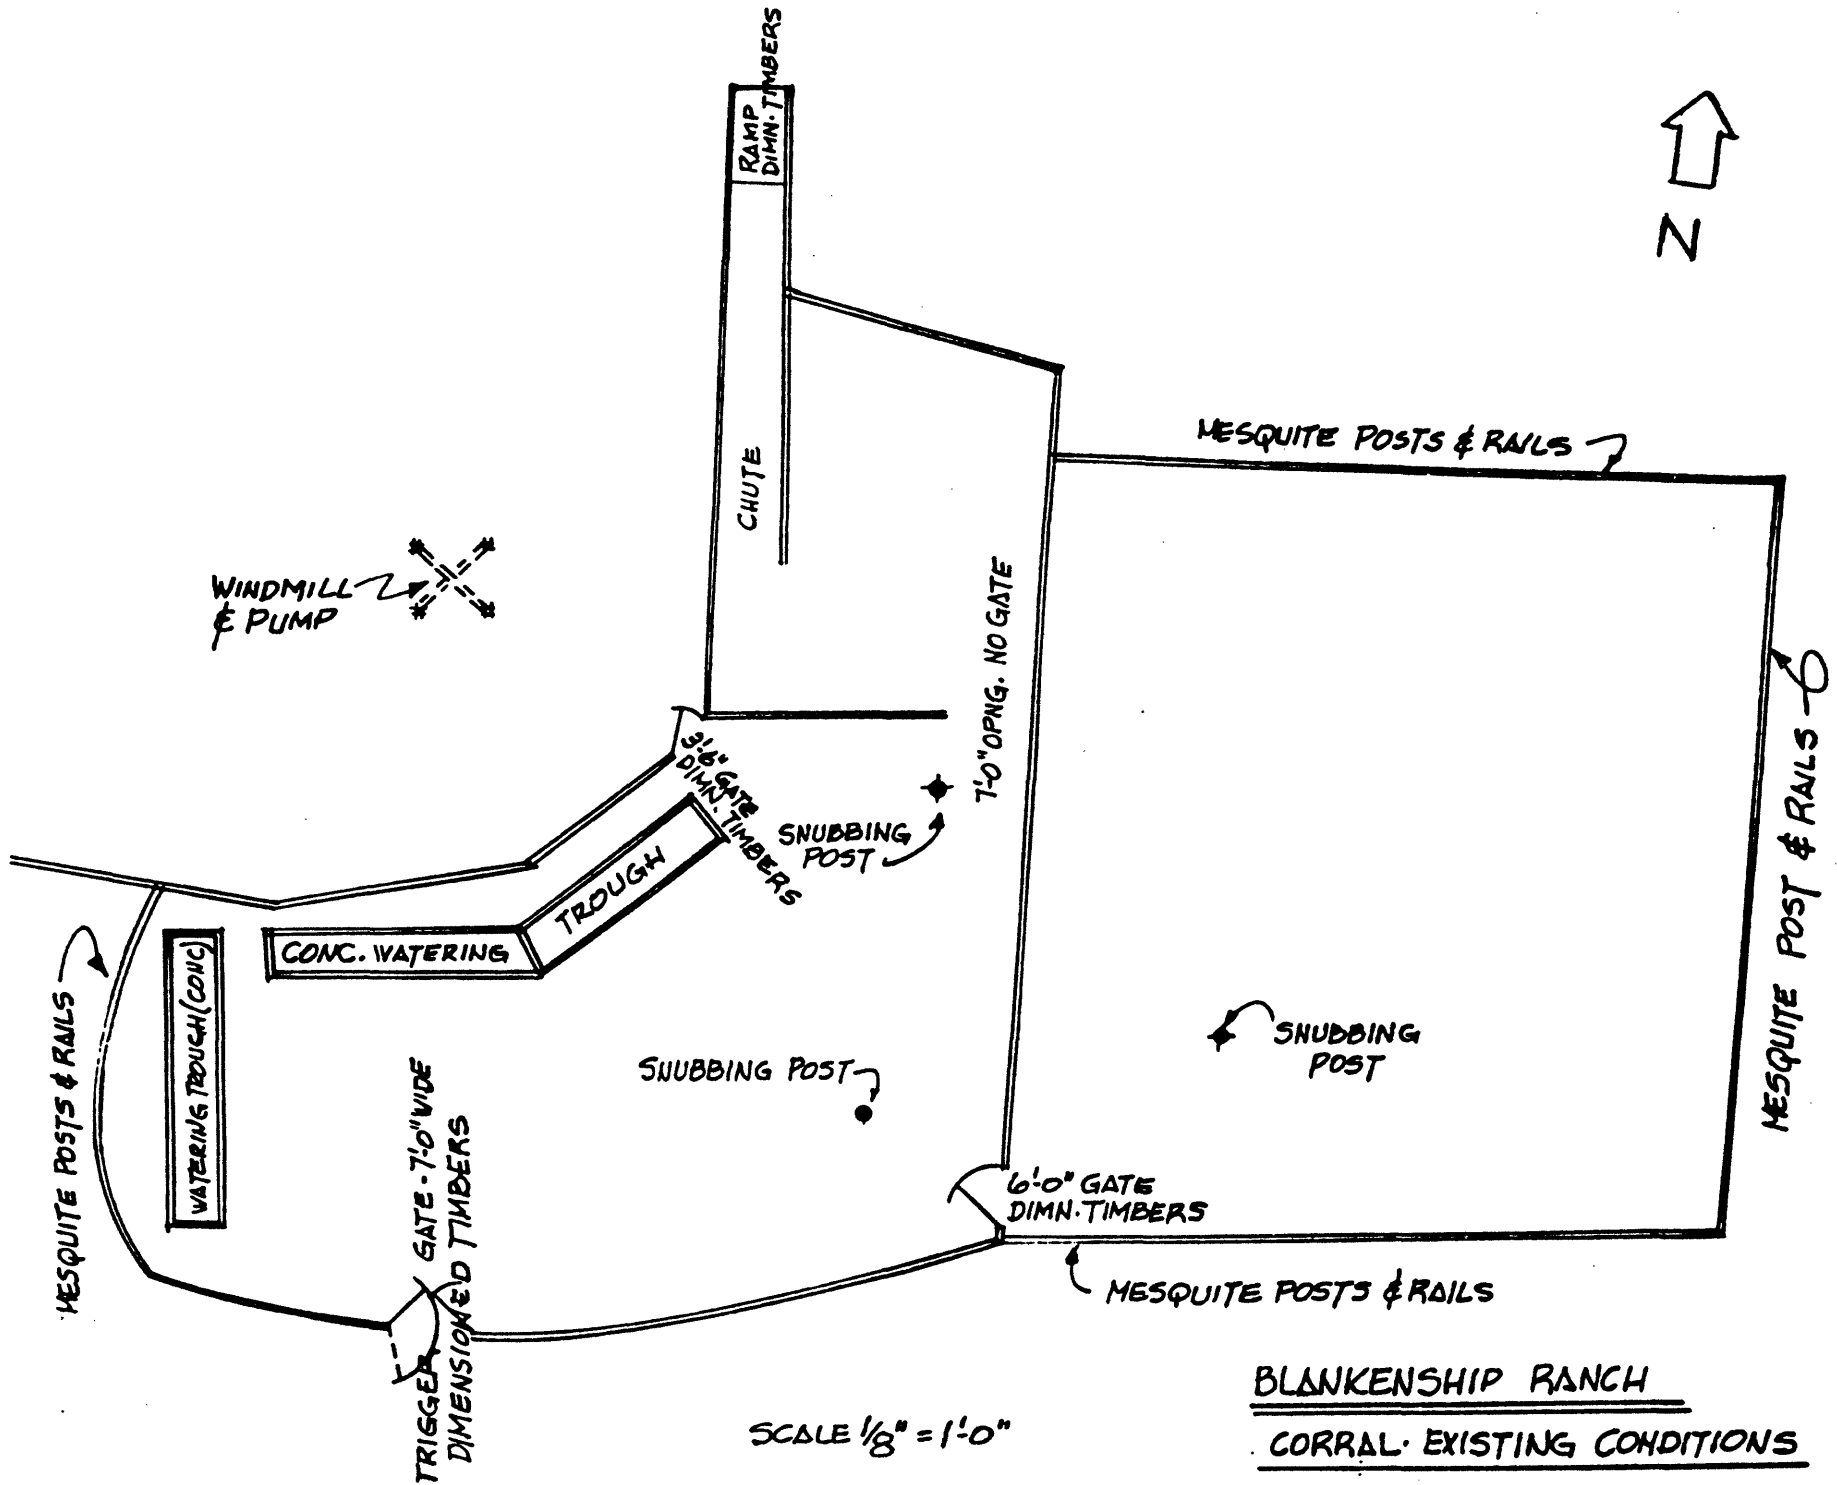 RAMP
DIMN. TIMBERS
N
MESQUITE POSTS & RAILS
CHUTE
WINDMILL
& PUMP
7'-0" OPNG. NO GATE
3'-6" GATE
DIMN. TIMBERS
SNUBBING
POST
MESQUITE POST & RAILS
TROUGH
CONC. WATERING
WATERING TROUGH (CONC)
MESQUITE POSTS & RAILS
SNUBBING
POST
SNUBBING POST
TRIGGER GATE - 7'-0" WIDE
DIMENSIONED TIMBERS
6'-0" GATE
DIMN. TIMBERS
MESQUITE POSTS & RAILS
BLANKENSHIP RANCH
SCALE 1/8" = 1'-0"
CORRAL · EXISTING CONDITIONS